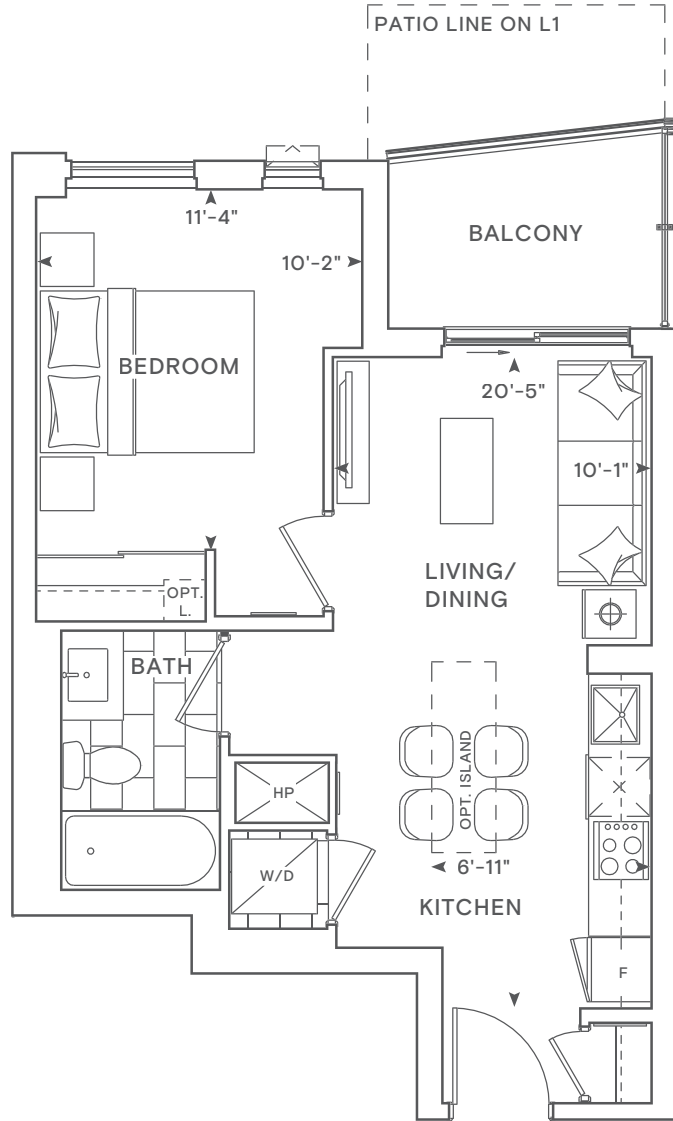 PATIO LINE ON L1
11'-4"
10'-2"
BALCONY
BEDROOM
20'-5"
10'-1"
LIVING/
DINING
OPT.
L.
BATH
OPT. ISLAND
HP
6'-11"
W/D
KITCHEN
F